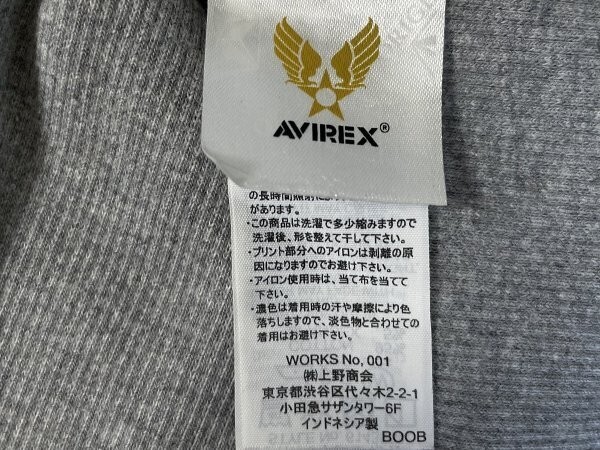 AVIREX®
の長時間照射に
があります。
・この商品は洗濯で多少縮みますので
洗濯後、形を整えて干して下さい。
・プリント部分へのアイロンは剥離の原
因になりますのでお避け下さい。
・アイロン使用時は、当て布を当てて
下さい。
・濃色は着用時の汗や摩擦により色
落ちしますので、淡色物と合わせての
着用はお避け下さい。
WORKS No, 001
㈱上野商会
東京都渋谷区代々木2-2-1
小田急サザンタワー6F
インドネシア製
BOOB